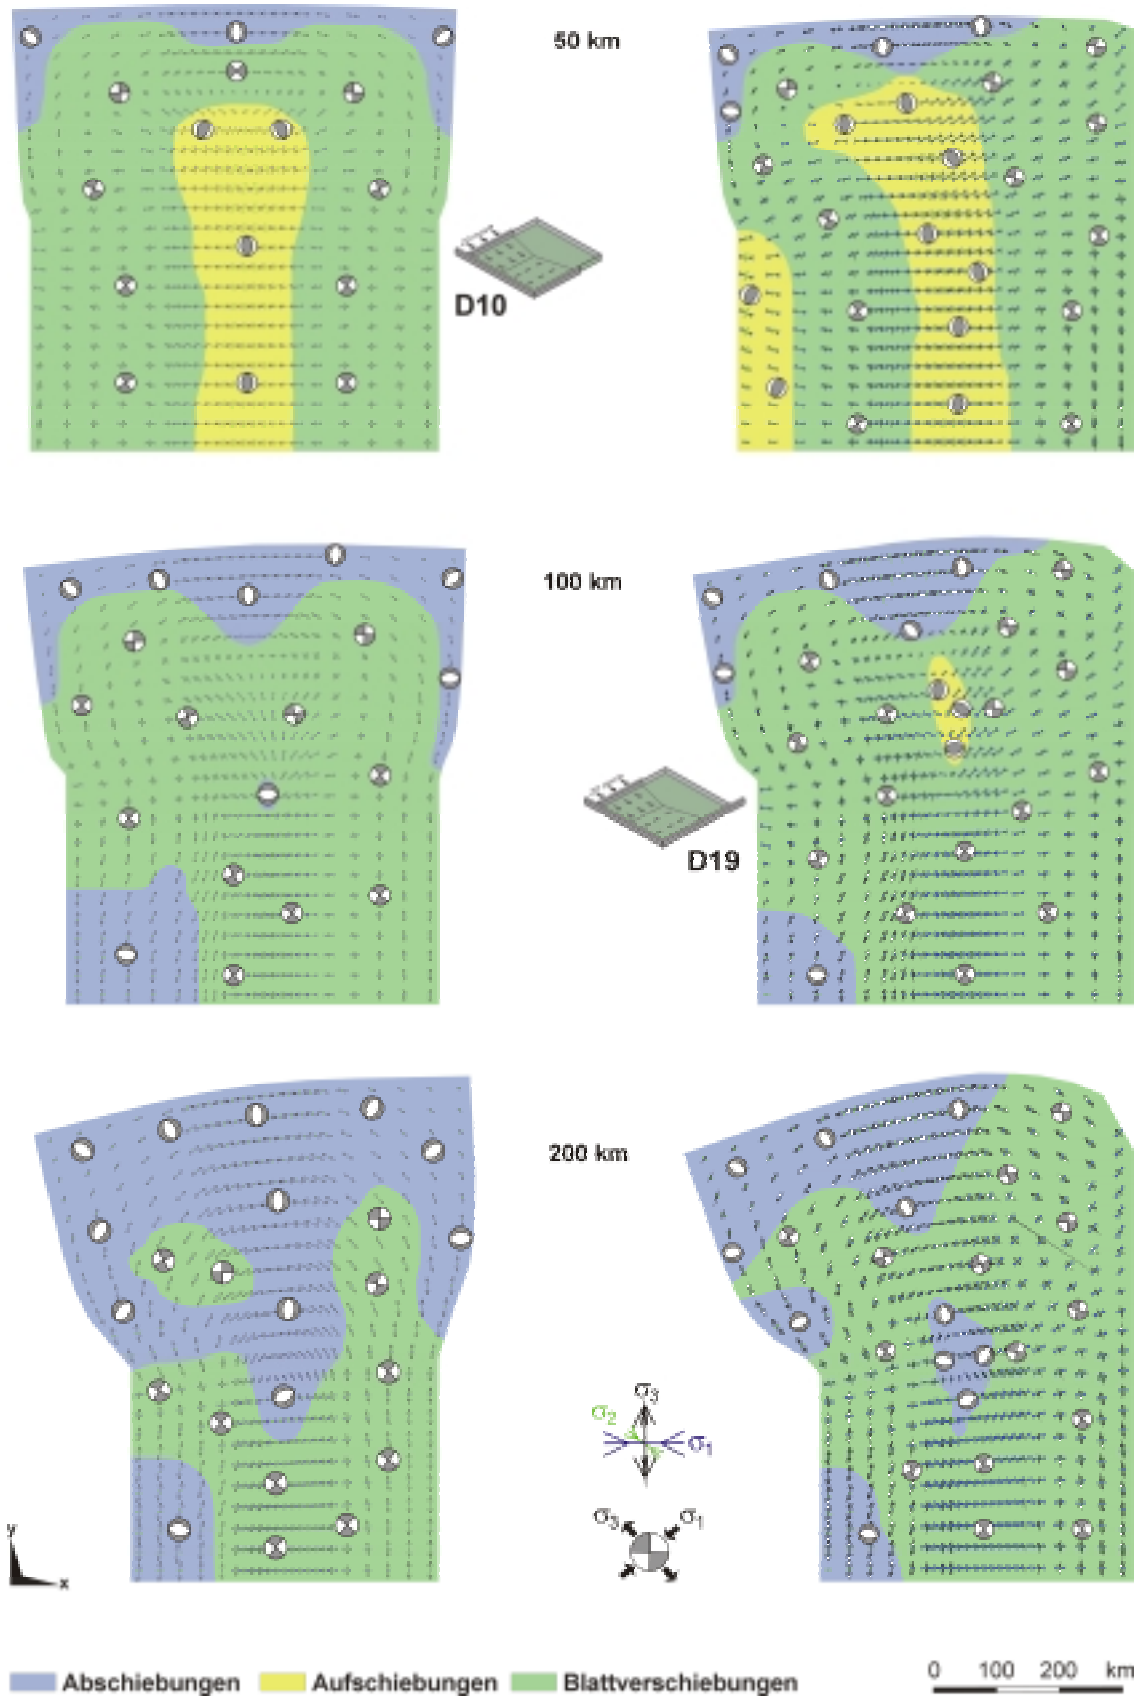 50 km
D10
100 km
D19
200 km
σ3
σ2
σ1
σ3 σ1
y
x
Abschiebungen Aufschiebungen Blattverschiebungen
0 100 200 km